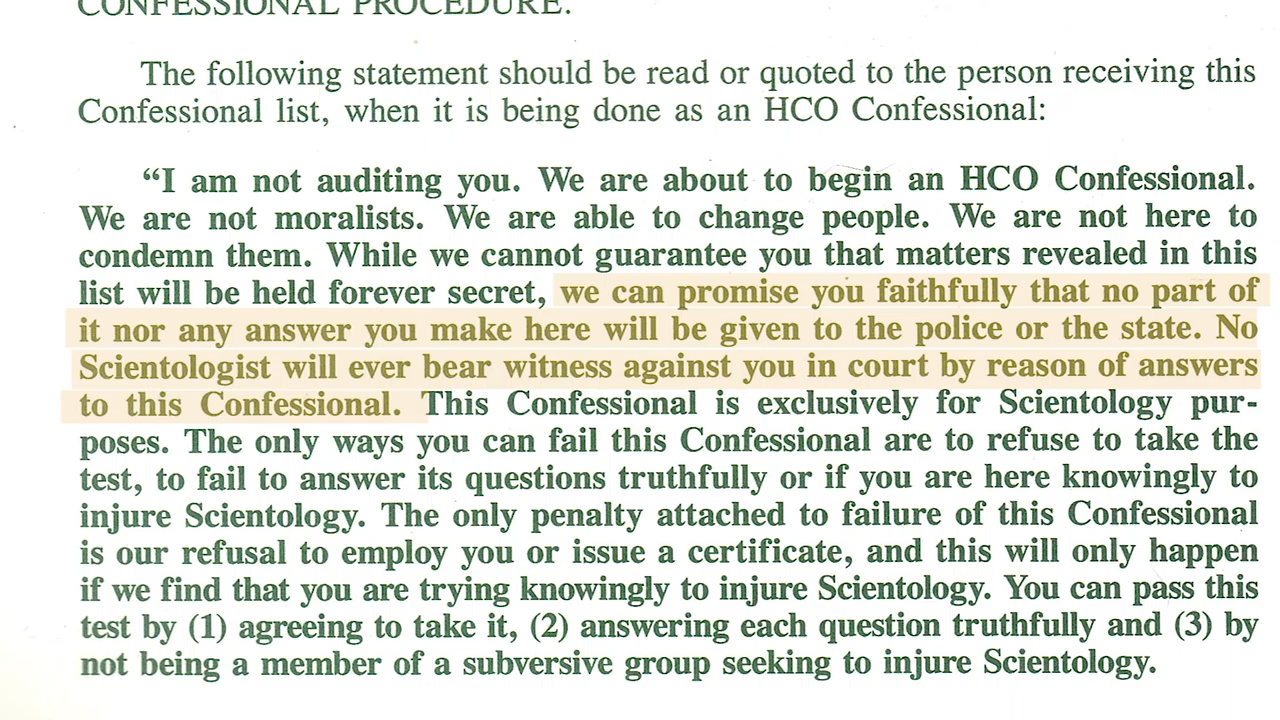 CONFESSIONAL PROCEDURE.
The following statement should be read or quoted to the person receiving this
Confessional list, when it is being done as an HCO Confessional:
“I am not auditing you. We are about to begin an HCO Confessional.
We are not moralists. We are able to change people. We are not here to
condemn them. While we cannot guarantee you that matters revealed in this
list will be held forever secret, we can promise you faithfully that no part of
it nor any answer you make here will be given to the police or the state. No
Scientologist will ever bear witness against you in court by reason of answers
to this Confessional. This Confessional is exclusively for Scientology pur-
poses. The only ways you can fail this Confessional are to refuse to take the
test, to fail to answer its questions truthfully or if you are here knowingly to
injure Scientology. The only penalty attached to failure of this Confessional
is our refusal to employ you or issue a certificate, and this will only happen
if we find that you are trying knowingly to injure Scientology. You can pass this
test by (1) agreeing to take it, (2) answering each question truthfully and (3) by
not being a member of a subversive group seeking to injure Scientology.